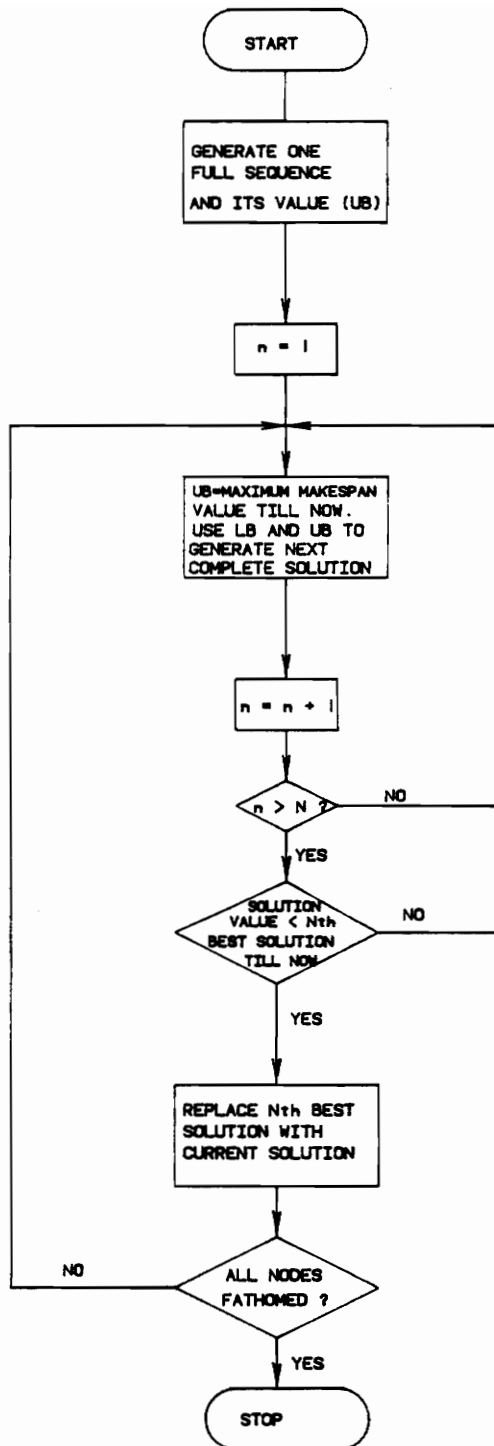 START
GENERATE ONE
FULL SEQUENCE
AND ITS VALUE (UB)
n = 1
UB=MAXIMUM MAKESPAN
VALUE TILL NOW.
USE LB AND UB TO
GENERATE NEXT
COMPLETE SOLUTION
n = n + 1
n > N ?
NO
YES
SOLUTION
VALUE < Nth
BEST SOLUTION
TILL NOW
NO
YES
REPLACE Nth BEST
SOLUTION WITH
CURRENT SOLUTION
NO
ALL NODES
FATHOMED ?
YES
STOP